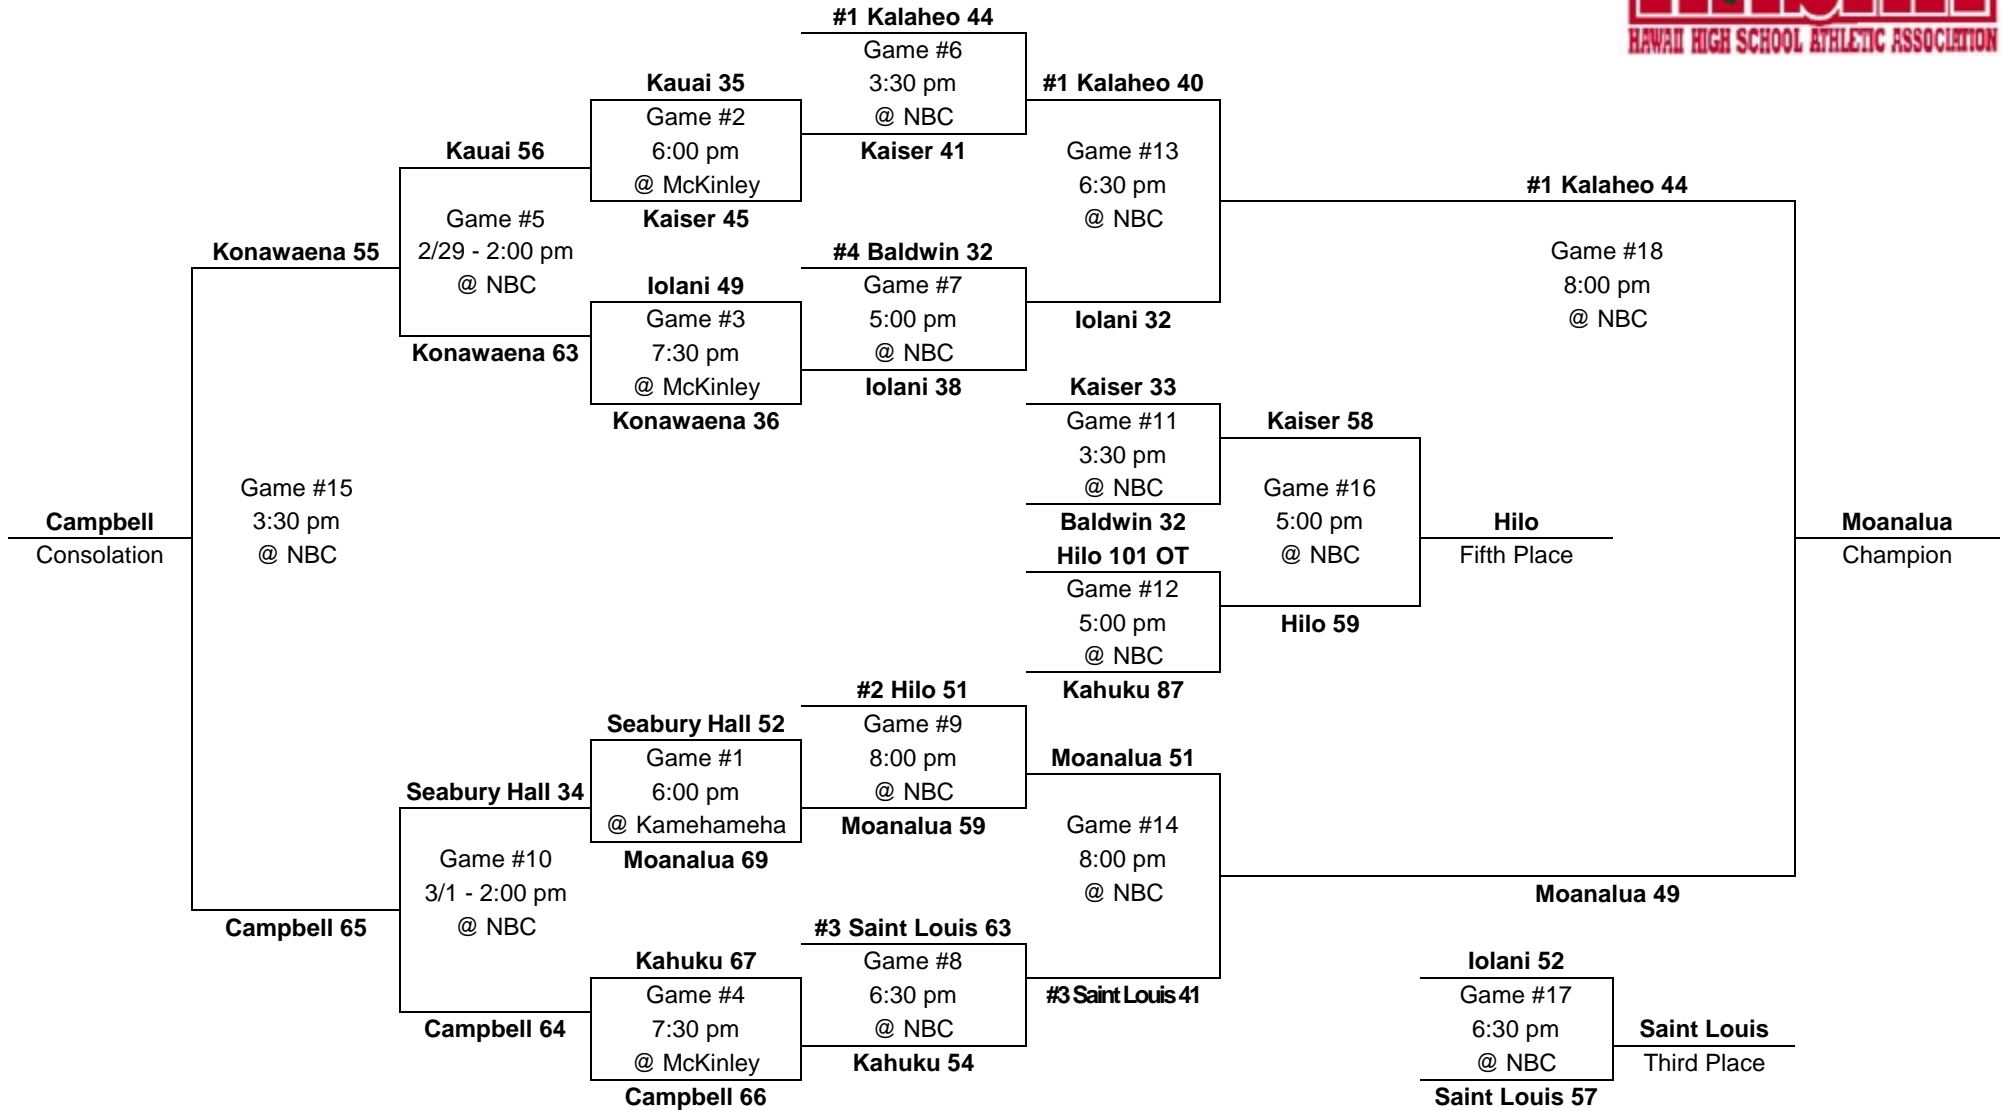 HAWAII HIGH SCHOOL ATHLETIC ASSOCIATION
#1 Kalaheo 44
Game #6
3:30 pm
@ NBC
Kaiser 41
Kauai 35
Game #2
6:00 pm
@ McKinley
Kaiser 45
#1 Kalaheo 40
Game #13
6:30 pm
@ NBC
Iolani 32
Kauai 56
Game #5
2/29 - 2:00 pm
@ NBC
Konawaena 63
#1 Kalaheo 44
Game #18
8:00 pm
@ NBC
Moanalua 49
Konawaena 55
Game #15
3:30 pm
@ NBC
Campbell 65
#4 Baldwin 32
Game #7
5:00 pm
@ NBC
Iolani 38
Iolani 49
Game #3
7:30 pm
@ McKinley
Konawaena 36
Kaiser 33
Game #11
3:30 pm
@ NBC
Baldwin 32
Kaiser 58
Game #16
5:00 pm
@ NBC
Hilo 59
Campbell
Consolation
Hilo
Fifth Place
Moanalua
Champion
Hilo 101 OT
Game #12
5:00 pm
@ NBC
Kahuku 87
#2 Hilo 51
Game #9
8:00 pm
@ NBC
Moanalua 59
Seabury Hall 52
Game #1
6:00 pm
@ Kamehameha
Moanalua 69
Moanalua 51
Game #14
8:00 pm
@ NBC
#3 Saint Louis 41
Seabury Hall 34
Game #10
3/1 - 2:00 pm
@ NBC
Campbell 64
#3 Saint Louis 63
Game #8
6:30 pm
@ NBC
Kahuku 54
Kahuku 67
Game #4
7:30 pm
@ McKinley
Campbell 66
Iolani 52
Game #17
6:30 pm
@ NBC
Saint Louis 57
Saint Louis
Third Place